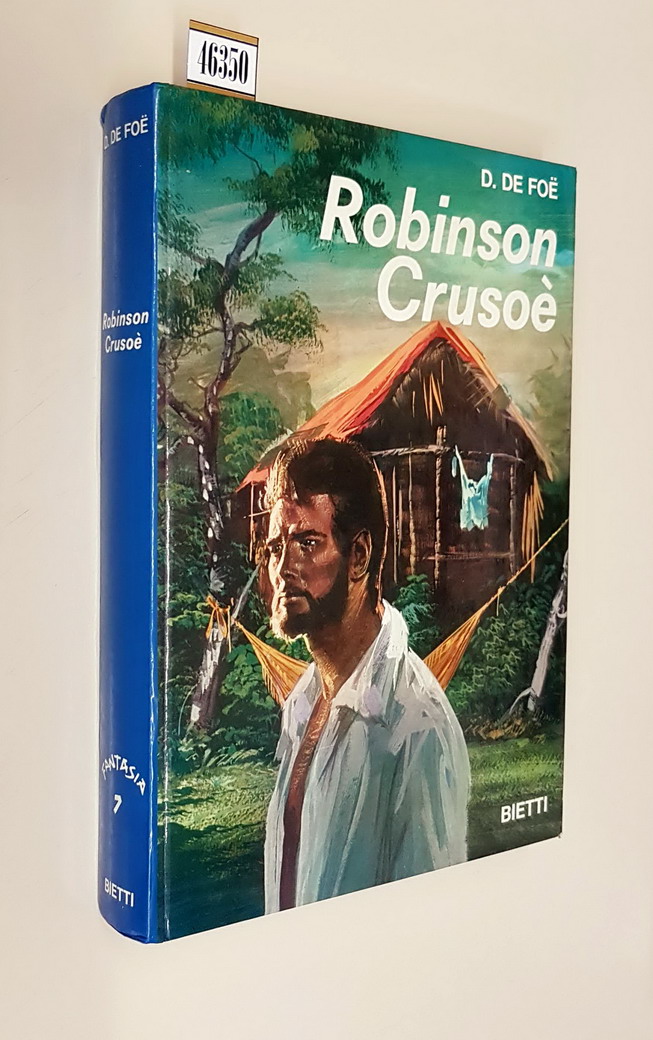 46350
D. DE FOË
Robinson
Crusoè
BIETTI
D. DE FOË
Robinson
Crusoè
FANTASIA
7
BIETTI